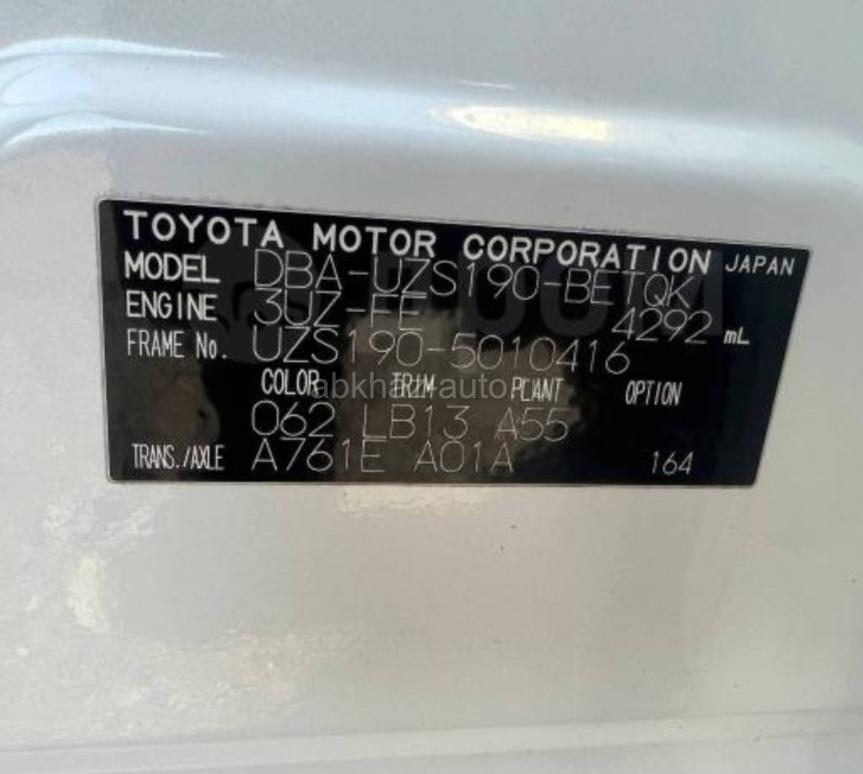 TOYOTA MOTOR CORPORATION JAPAN
MODEL DBA-UZS190-BETQK
ENGINE 3UZ-FE 4292 mL
FRAME No. UZS190-5010416
COLOR TRIM PLANT OPTION
abkhaz-auto
062 LB13 A55
TRANS./AXLE A761E A01A 164